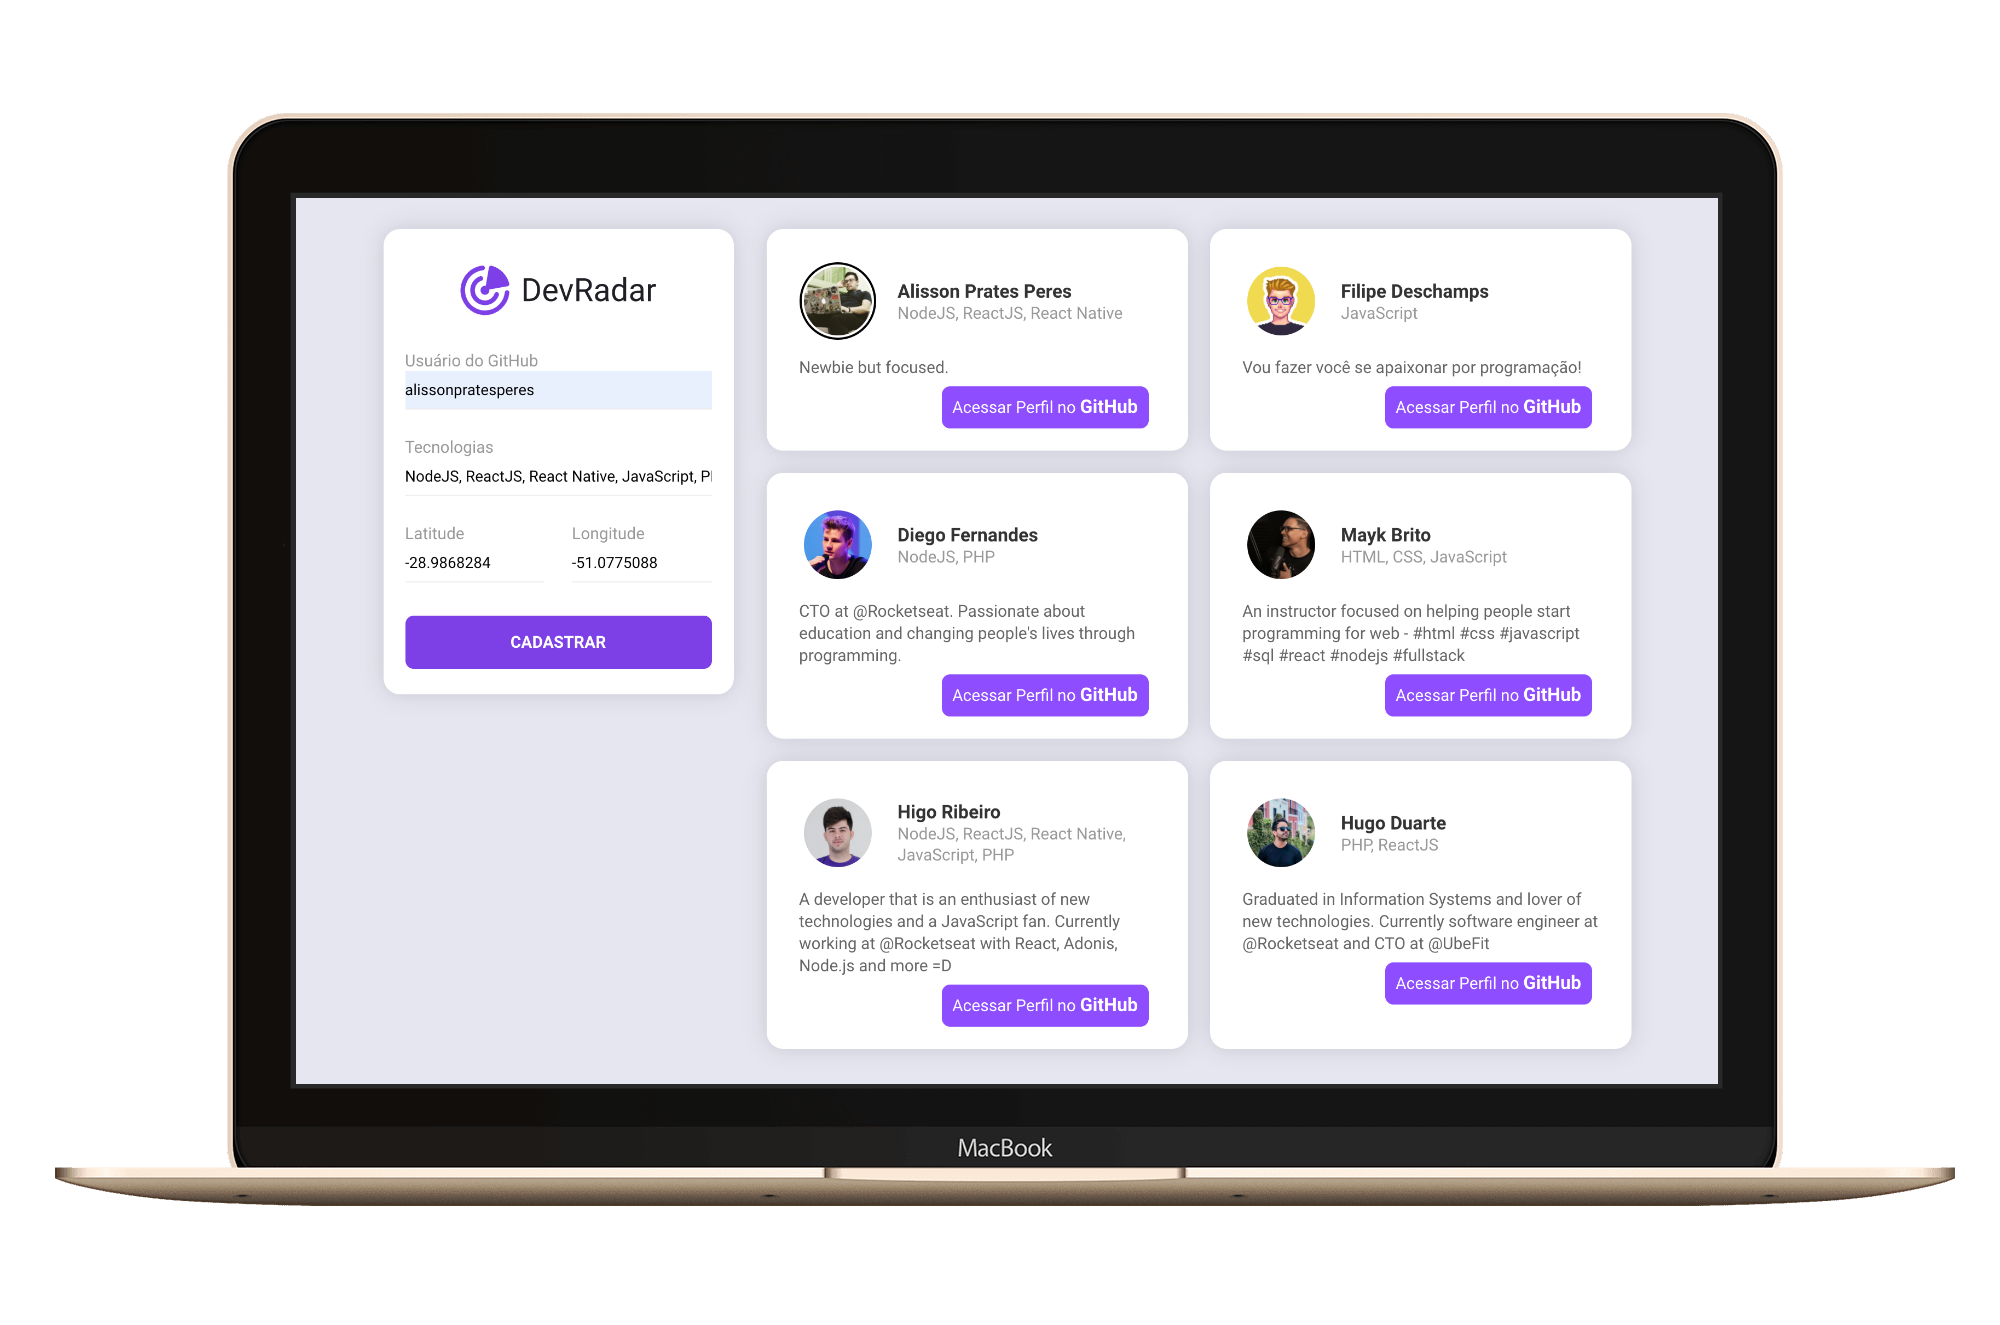 DevRadar
Usuário do GitHub
alissonpratesperes
Tecnologias
NodeJS, ReactJS, React Native, JavaScript, P
Latitude
Longitude
-28.9868284
-51.0775088
CADASTRAR
Alisson Prates Peres
NodeJS, ReactJS, React Native
Newbie but focused.
Acessar Perfil no GitHub
Filipe Deschamps
JavaScript
Vou fazer você se apaixonar por programação!
Acessar Perfil no GitHub
Diego Fernandes
NodeJS, PHP
CTO at @Rocketseat. Passionate about
education and changing people's lives through
programming.
Acessar Perfil no GitHub
Mayk Brito
HTML, CSS, JavaScript
An instructor focused on helping people start
programming for web - #html #css #javascript
#sql #react #nodejs #fullstack
Acessar Perfil no GitHub
Higo Ribeiro
NodeJS, ReactJS, React Native,
JavaScript, PHP
A developer that is an enthusiast of new
technologies and a JavaScript fan. Currently
working at @Rocketseat with React, Adonis,
Node.js and more =D
Acessar Perfil no GitHub
Hugo Duarte
PHP, ReactJS
Graduated in Information Systems and lover of
new technologies. Currently software engineer at
@Rocketseat and CTO at @UbeFit
Acessar Perfil no GitHub
MacBook